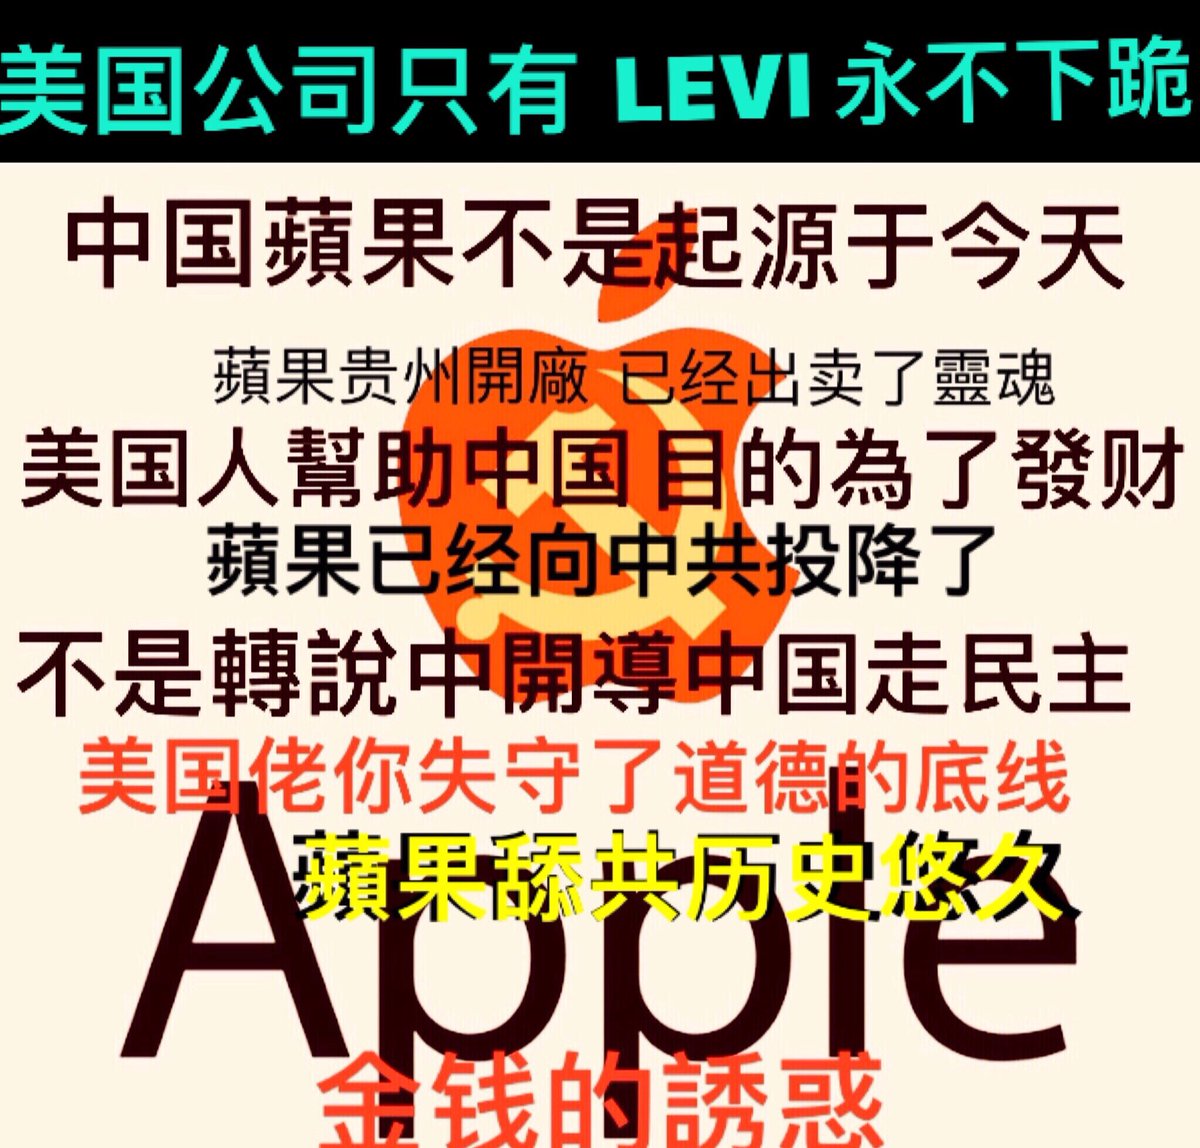 美国公司只有 LEVI 永不下跪
中国蘋果不是起源于今天
蘋果贵州開廠 已经出卖了靈魂
美国人幫助中国 目的為了發财
蘋果已经向中共投降了
不是轉說中開導中国走民主
美国佬你失守了道德的底线
蘋果舔共历史悠久
Apple
金钱的誘惑